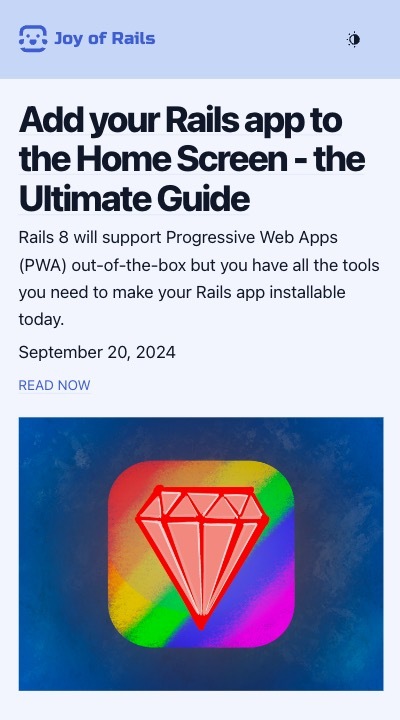 Joy of Rails
Add your Rails app to
the Home Screen - the
Ultimate Guide
Rails 8 will support Progressive Web Apps
(PWA) out-of-the-box but you have all the tools
you need to make your Rails app installable
today.
September 20, 2024
READ NOW